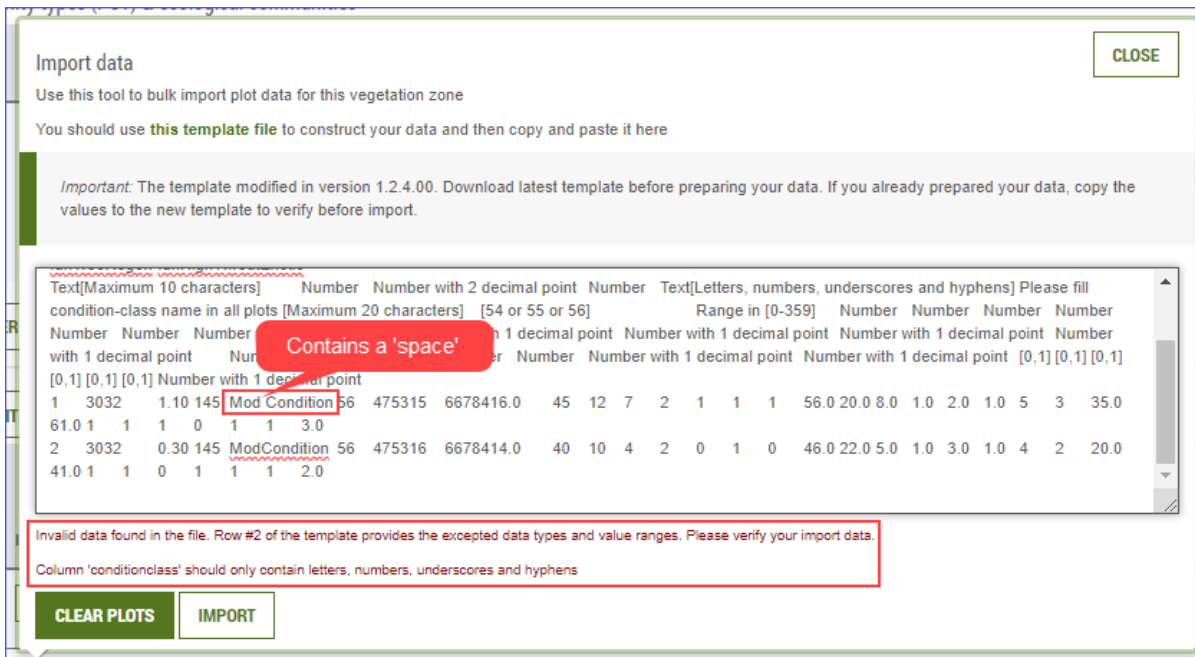 CLOSE
Import data
Use this tool to bulk import plot data for this vegetation zone
You should use this template file to construct your data and then copy and paste it here
Important: The template modified in version 1.2.4.00. Download latest template before preparing your data. If you already prepared your data, copy the
values to the new template to verify before import.
Text[Maximum 10 characters] Number Number with 2 decimal point Number Text[Letters, numbers, underscores and hyphens] Please fill
condition-class name in all plots [Maximum 20 characters] [54 or 55 or 56] Range in [0-359] Number Number Number
Number Number Number 1 decimal point Number with 1 decimal point Number with 1 decimal point Number
Contains a 'space'
with 1 decimal point Number Number with 1 decimal point Number with 1 decimal point [0,1] [0,1] [0,1]
[0,1] [0,1] [0,1] Number with 1 decimal point
1 3032 1.10 145 Mod Condition 56 475315 6678416.0 45 12 7 2 1 1 1 56.0 20.0 8.0 1.0 2.0 1.0 5 3 35.0
61.0 1 1 1 0 1 1 3.0
2 3032 0.30 145 ModCondition 56 475316 6678414.0 40 10 4 2 0 1 0 46.0 22.0 5.0 1.0 3.0 1.0 4 2 20.0
41.0 1 1 0 1 1 1 2.0
Invalid data found in the file. Row #2 of the template provides the excepted data types and value ranges. Please verify your import data.
Column 'conditionclass' should only contain letters, numbers, underscores and hyphens
CLEAR PLOTS IMPORT